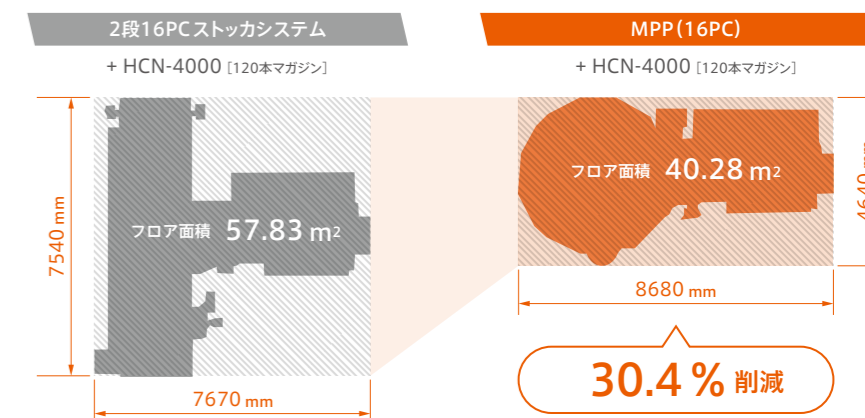 2段16PCストッカシステム
+ HCN-4000 [120本マガジン]
7540 mm
フロア面積 57.83 m2
7670 mm
MPP(16PC)
+ HCN-4000 [120本マガジン]
フロア面積 40.28 m2
4640 mm
8680 mm
30.4% 削減